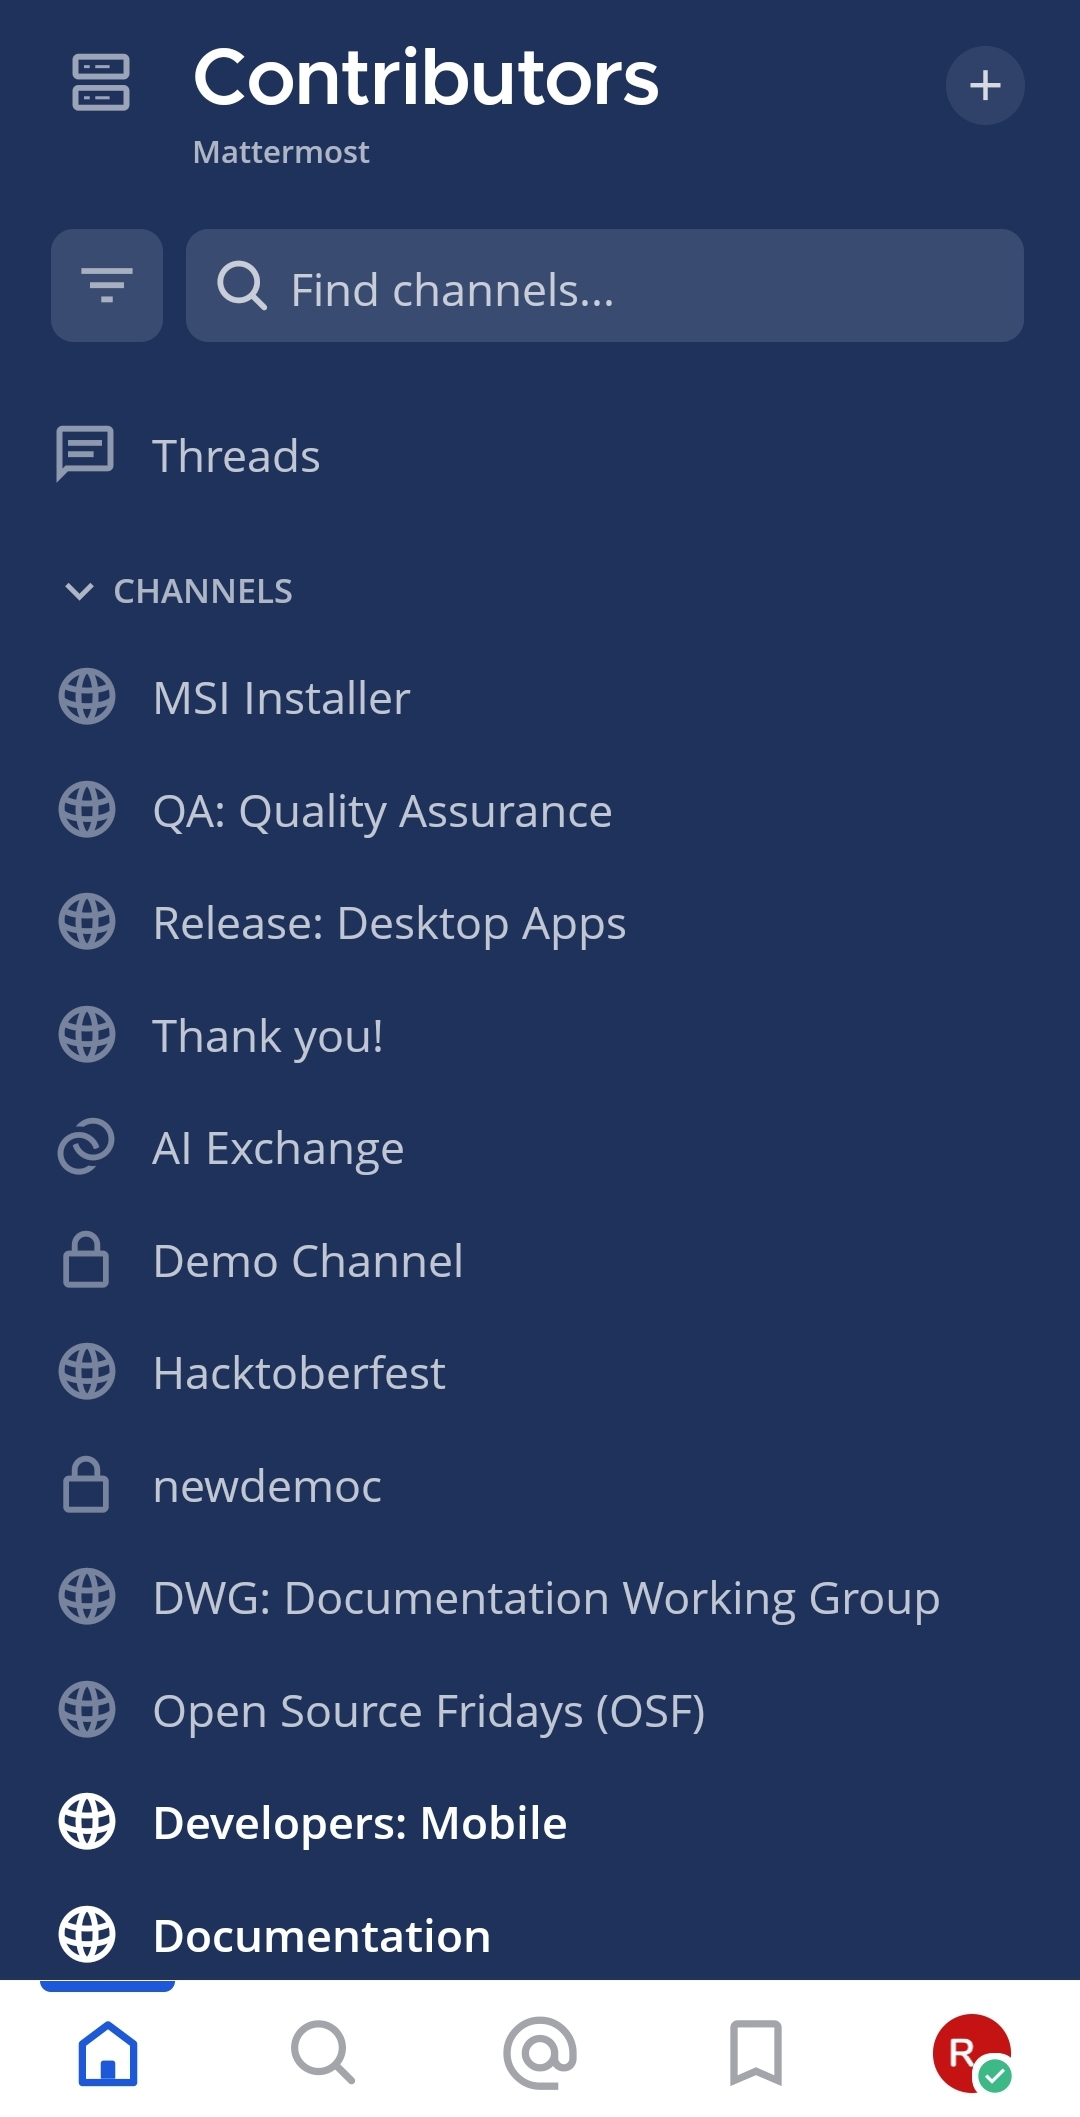 Contributors
Mattermost
Find channels...
Threads
CHANNELS
MSI Installer
QA: Quality Assurance
Release: Desktop Apps
Thank you!
AI Exchange
Demo Channel
Hacktoberfest
newdemoc
DWG: Documentation Working Group
Open Source Fridays (OSF)
Developers: Mobile
Documentation
R